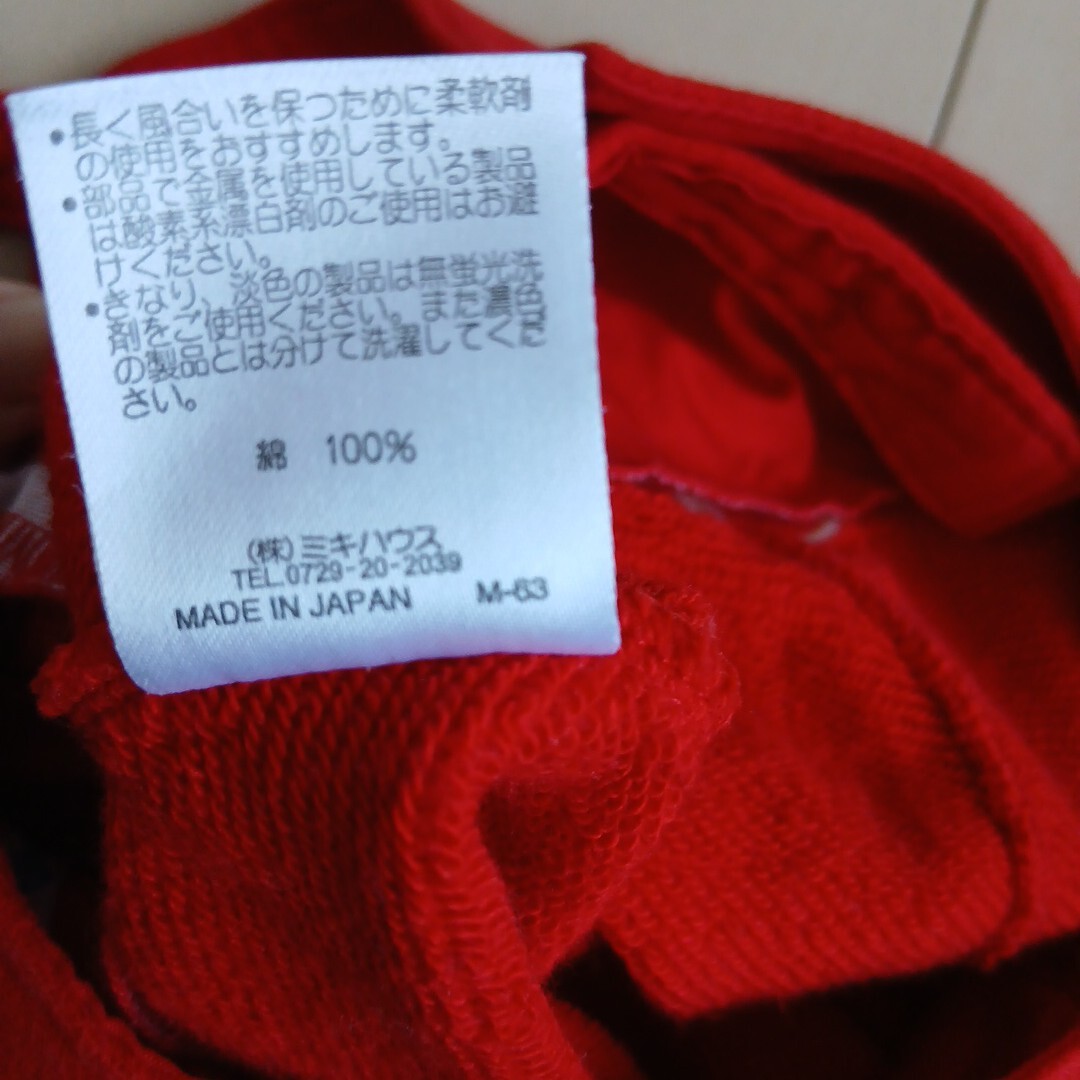 •長く風合いを保つために柔軟剤
の使用をおすすめします。
•部品で金属を使用している製品
は酸素系漂白剤のご使用はお避
けください。
•きなり、淡色の製品は無蛍光洗
剤をご使用ください。また濃色
の製品とは分けて洗濯してくだ
さい。
綿 100%
(株)ミキハウス
TEL.0729-20-2039
MADE IN JAPAN M-63